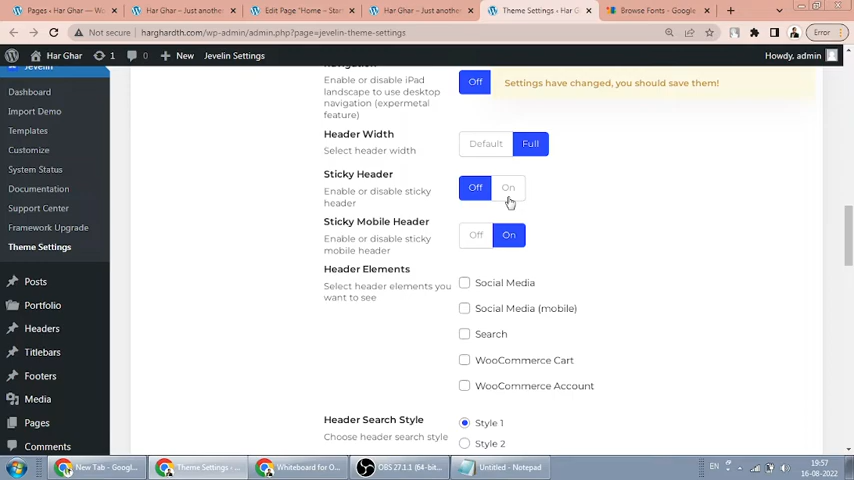 Pages ‹ Har Ghar — Wo
Har Ghar – Just anothe
Edit Page "Home – Star
Har Ghar – Just anothe
Theme Settings ‹ Har G
Browse Fonts - Google
Not secure | harghardth.com/wp-admin/admin.php?page=jevelin-theme-settings
Error
Har Ghar 1 0 + New Jevelin Settings Howdy, admin
Jevelin
Dashboard
Import Demo
Templates
Customize
System Status
Documentation
Support Center
Framework Upgrade
Theme Settings
Posts
Portfolio
Headers
Titlebars
Footers
Media
Pages
Comments
Navigation
Enable or disable iPad
landscape to use desktop
navigation (expermetal
feature)
Off
Settings have changed, you should save them!
Header Width
Select header width
Default Full
Sticky Header
Enable or disable sticky
header
Off On
Sticky Mobile Header
Enable or disable sticky
mobile header
Off On
Header Elements
Select header elements you
want to see
Social Media
Social Media (mobile)
Search
WooCommerce Cart
WooCommerce Account
Header Search Style
Choose header search style
Style 1
Style 2
New Tab - Googl...
Theme Settings ‹ ...
Whiteboard for O...
OBS 27.1.1 (64-bit...
Untitled - Notepad
EN
19:57
16-08-2022